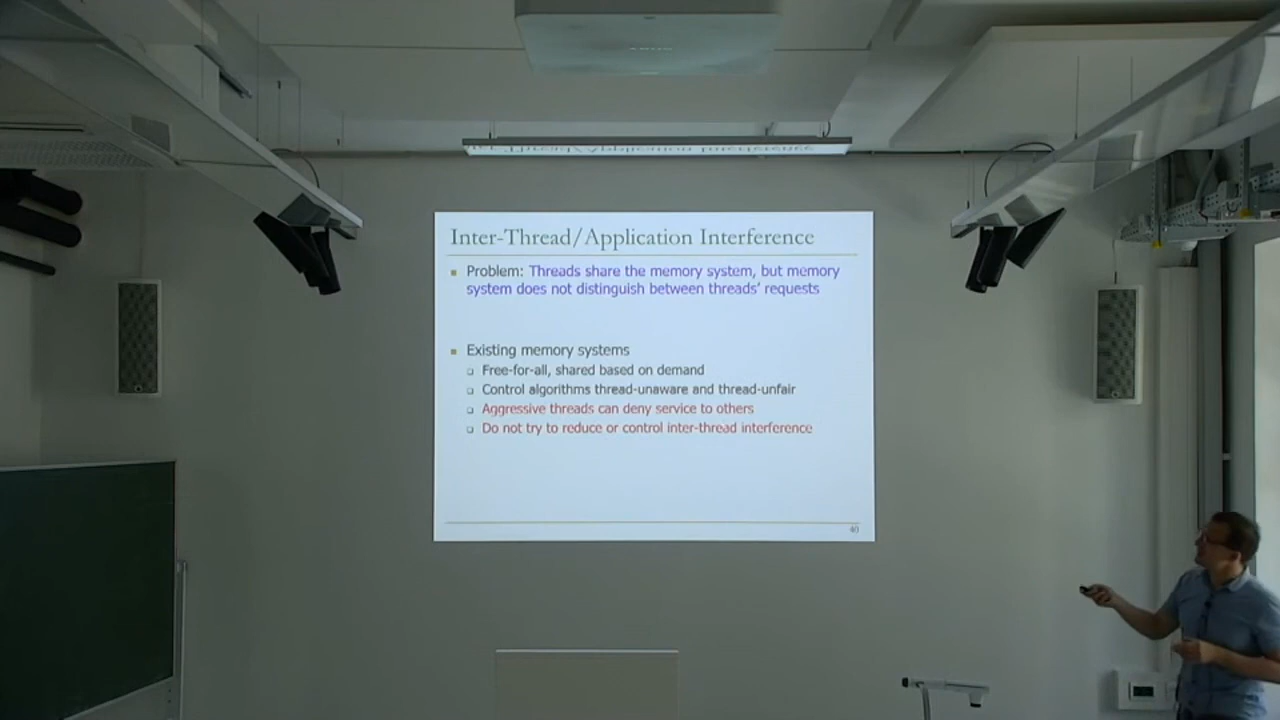 Inter-Thread/Application Interference
Problem: Threads share the memory system, but memory
system does not distinguish between threads' requests
Existing memory systems
Free-for-all, shared based on demand
Control algorithms thread-unaware and thread-unfair
Aggressive threads can deny service to others
Do not try to reduce or control inter-thread interference
40